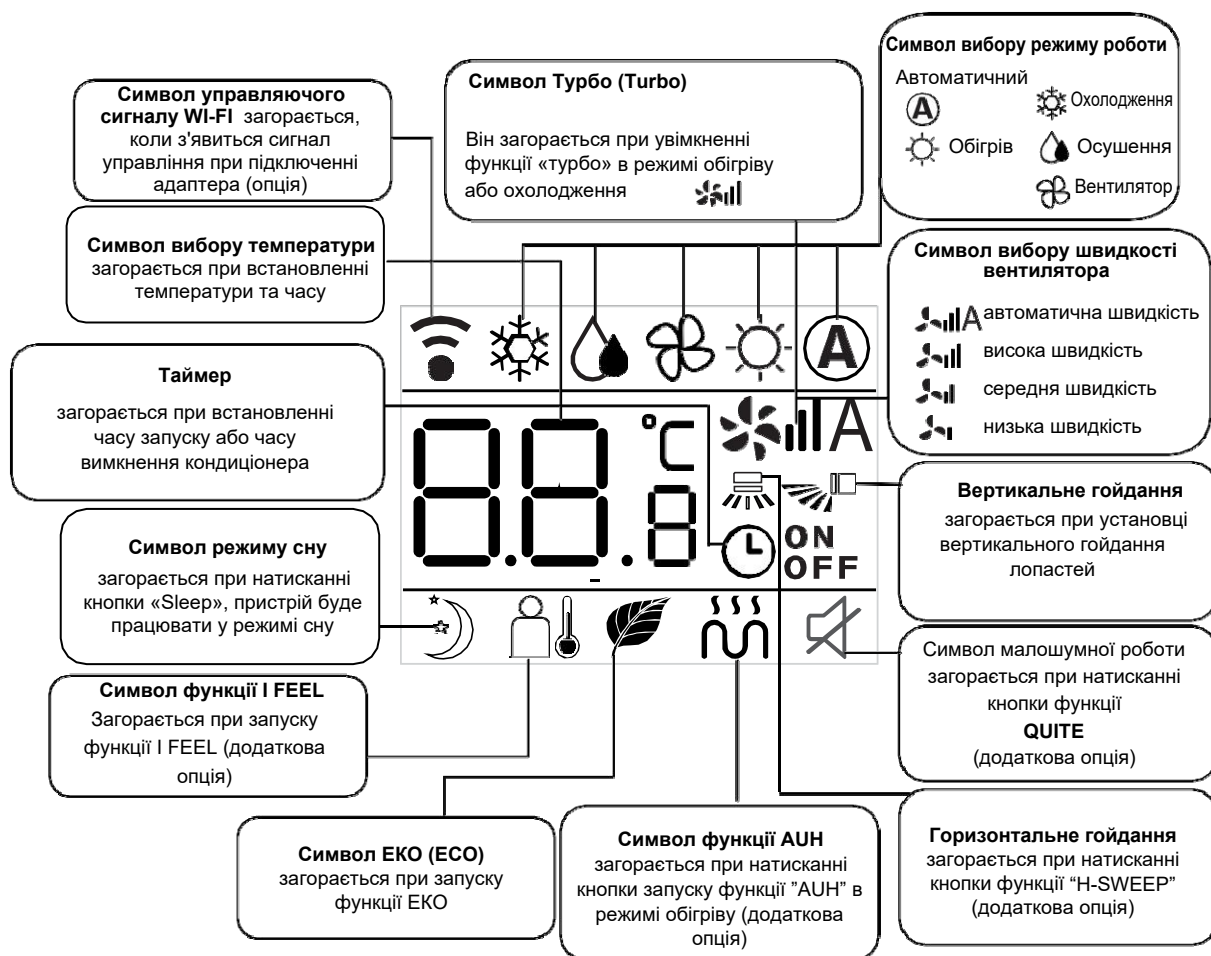 Символ управляючого
сигналу WI-FI загорається,
коли з'явиться сигнал
управління при підключенні
адаптера (опція)
Символ Турбо (Turbo)
Він загорається при увімкненні
функції «турбо» в режимі обігріву
або охолодження
Символ вибору режиму роботи
Автоматичний
A
Охолодження
Обігрів
Осушення
Вентилятор
Символ вибору температури
загорається при встановленні
температури та часу
Символ вибору швидкості
вентилятора
A автоматична швидкість
висока швидкість
середня швидкість
низька швидкість
Таймер
загорається при встановленні
часу запуску або часу
вимкнення кондиціонера
A
88.8 °C
A
ON
OFF
Вертикальне гойдання
загорається при установці
вертикального гойдання
лопастей
Символ режиму сну
загорається при натисканні
кнопки «Sleep», пристрій буде
працювати у режимі сну
Символ малошумної роботи
загорається при натисканні
кнопки функції
QUITE
(додаткова опція)
Символ функції I FEEL
Загорається при запуску
функції I FEEL (додаткова
опція)
Символ ЕКО (ECO)
загорається при запуску
функції ЕКО
Символ функції AUH
загорається при натисканні
кнопки запуску функції ”AUH” в
режимі обігріву (додаткова
опція)
Горизонтальне гойдання
загорається при натисканні
кнопки функції “H-SWEEP”
(додаткова опція)